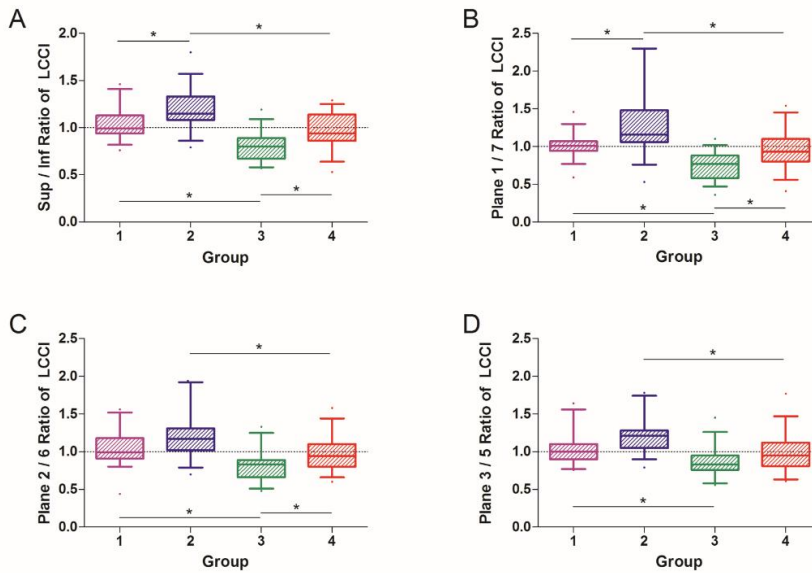 A
Sup / Inf Ratio of LCCI
2.0
1.5
1.0
0.5
0.0
* *
* *
1 2 3 4
Group
B
Plane 1 / 7 Ratio of LCCI
2.5
2.0
1.5
1.0
0.5
0.0
* *
* *
1 2 3 4
Group
C
Plane 2 / 6 Ratio of LCCI
2.5
2.0
1.5
1.0
0.5
0.0
*
* *
1 2 3 4
Group
D
Plane 3 / 5 Ratio of LCCI
2.5
2.0
1.5
1.0
0.5
0.0
*
*
1 2 3 4
Group